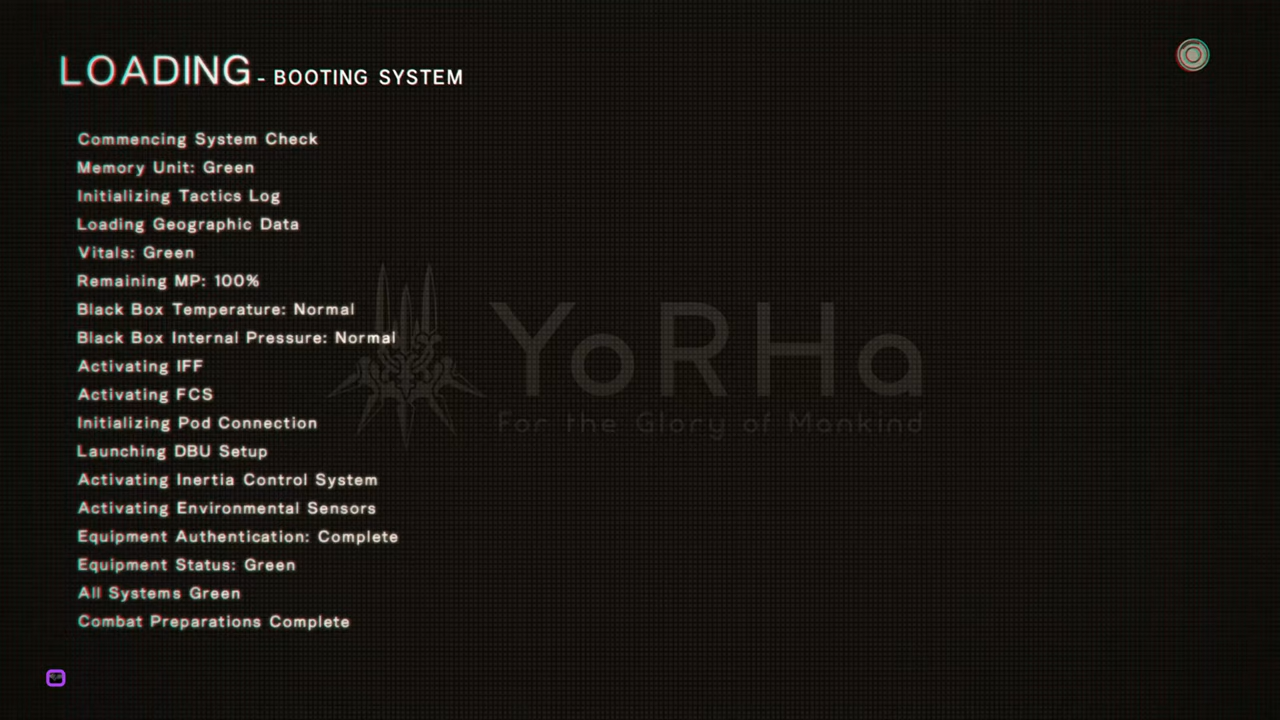 LOADING - BOOTING SYSTEM
Commencing System Check
Memory Unit: Green
Initializing Tactics Log
Loading Geographic Data
Vitals: Green
Remaining MP: 100%
Black Box Temperature: Normal
Black Box Internal Pressure: Normal
Activating IFF
Activating FCS
Initializing Pod Connection
Launching DBU Setup
Activating Inertia Control System
Activating Environmental Sensors
Equipment Authentication: Complete
Equipment Status: Green
All Systems Green
Combat Preparations Complete
YoRHa
For the Glory of Mankind